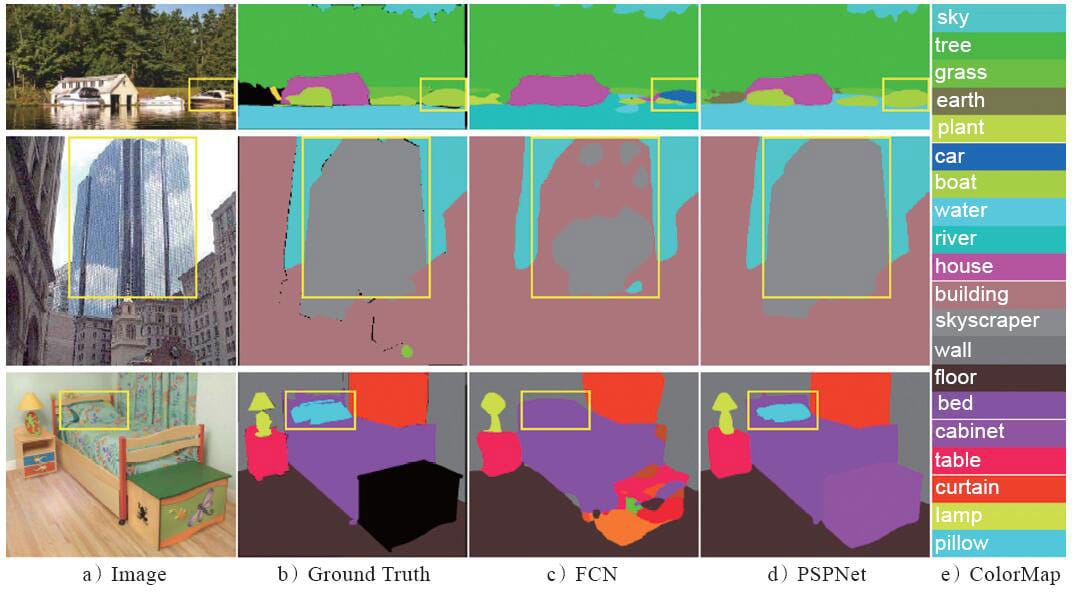 sky
tree
grass
earth
plant
car
boat
water
river
house
building
skyscraper
wall
floor
bed
cabinet
table
curtain
lamp
pillow
a）Image
b）Ground Truth
c）FCN
d）PSPNet
e）ColorMap